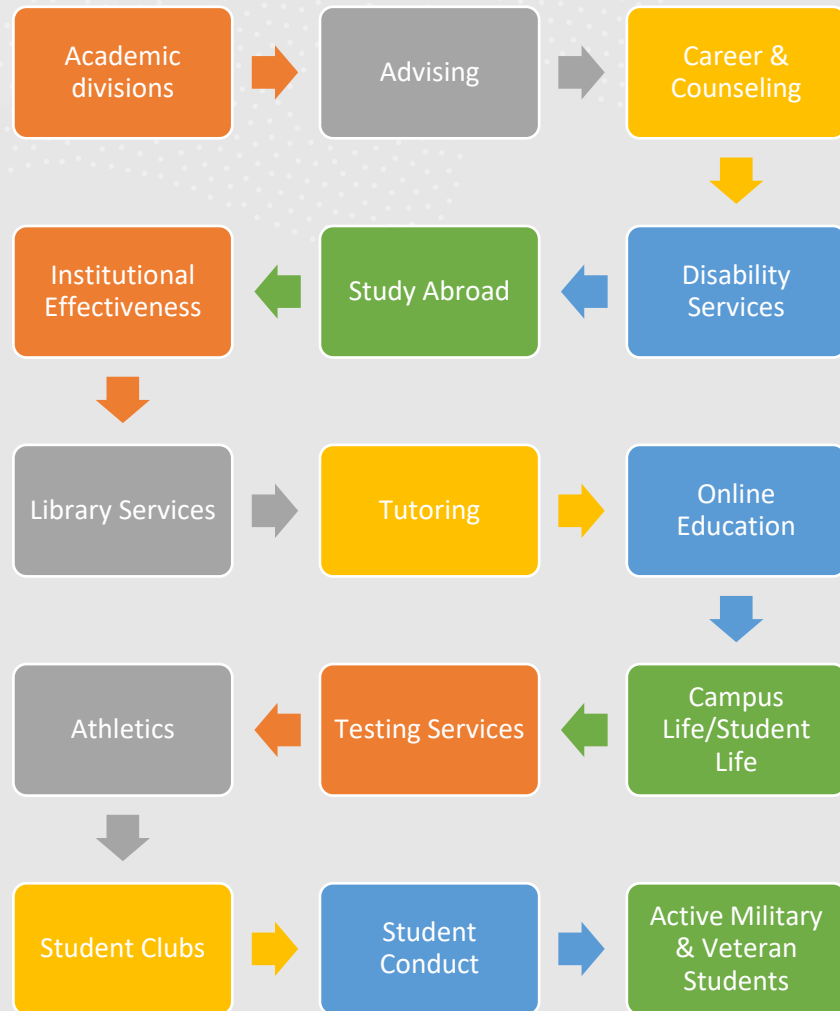 Academic
divisions
Advising
Career &
Counseling
Disability
Services
Study Abroad
Institutional
Effectiveness
Library Services
Tutoring
Online
Education
Campus
Life/Student
Life
Testing Services
Athletics
Student Clubs
Student
Conduct
Active Military
& Veteran
Students